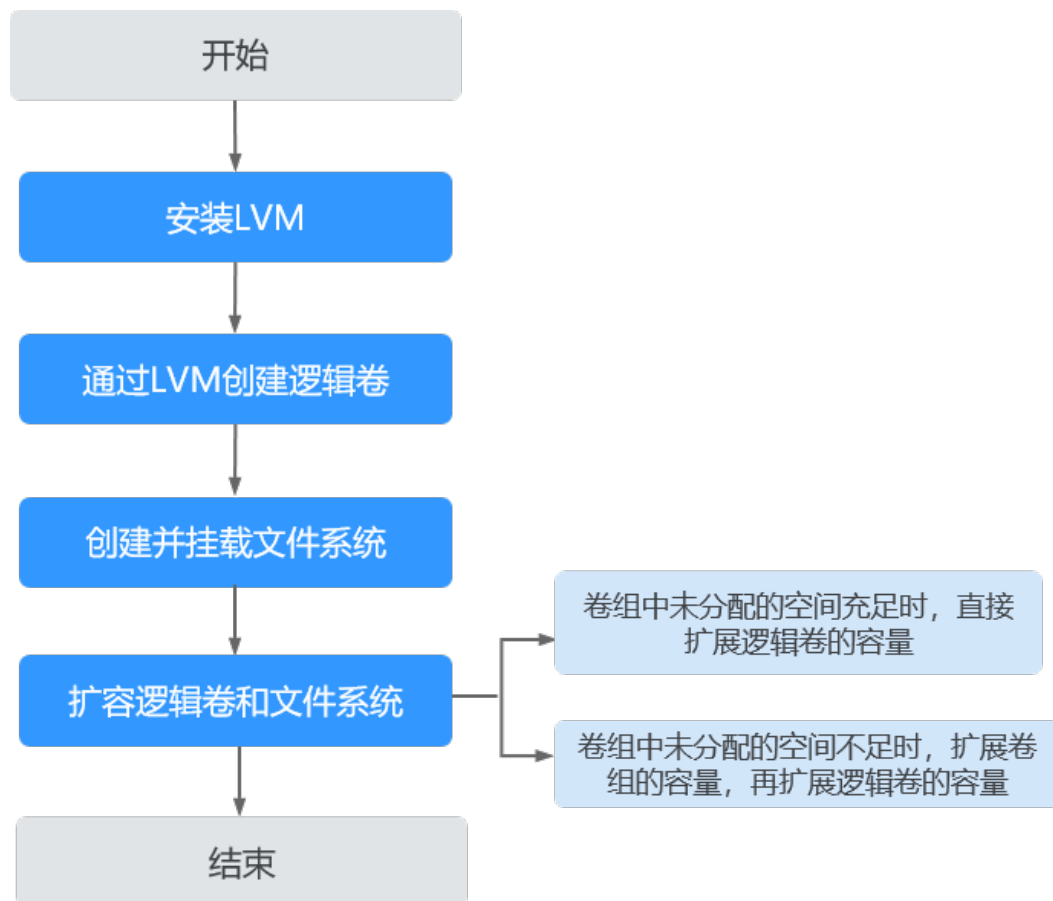 开始
安装LVM
通过LVM创建逻辑卷
创建并挂载文件系统
扩容逻辑卷和文件系统
卷组中未分配的空间充足时，直接
扩展逻辑卷的容量
卷组中未分配的空间不足时，扩展卷
组的容量，再扩展逻辑卷的容量
结束